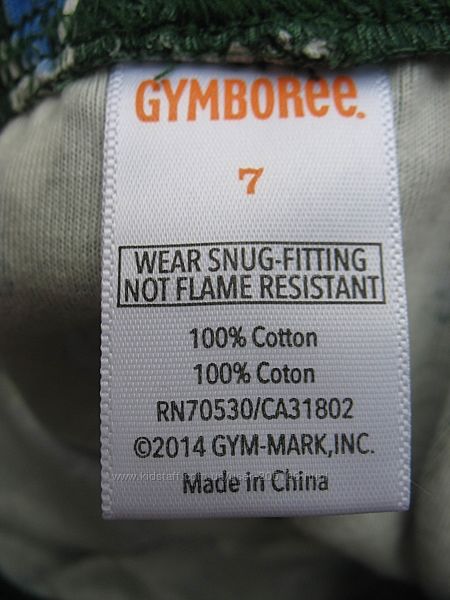 GYMBOREE.
7
WEAR SNUG-FITTING
NOT FLAME RESISTANT
100% Cotton
100% Coton
RN70530/CA31802
©2014 GYM-MARK,INC.
Made in China